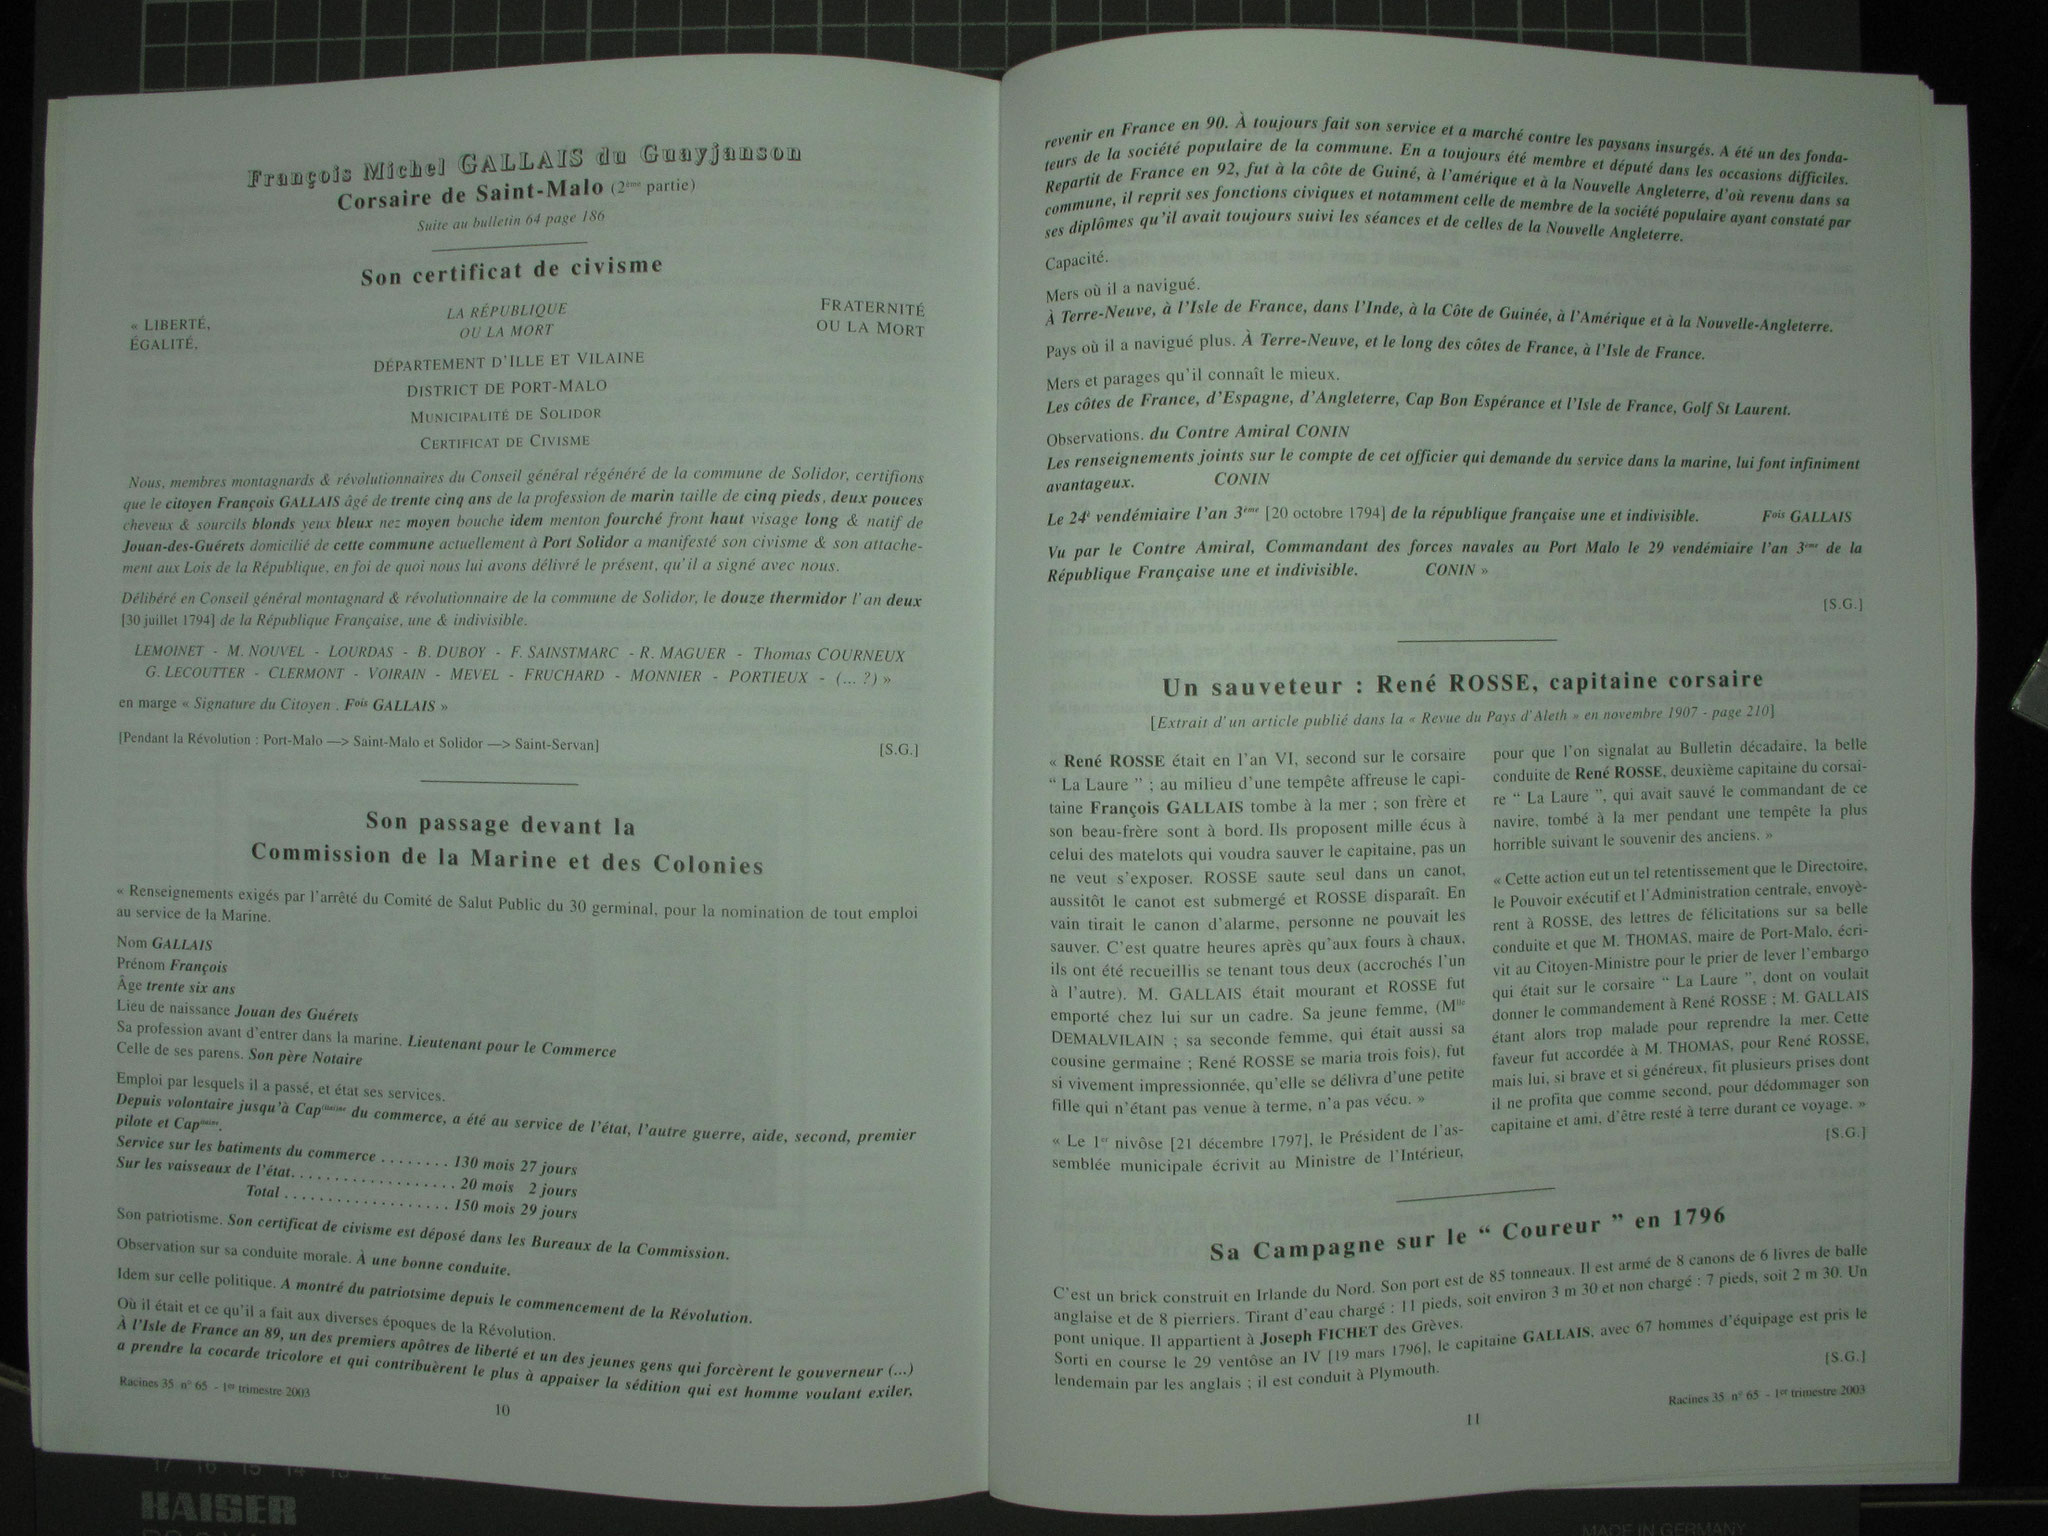 François Michel GALLAIS du Guayjanson
Corsaire de Saint-Malo (2ème partie)
Suite au bulletin 64 page 186
Son certificat de civisme
« LIBERTÉ,
ÉGALITÉ,
LA RÉPUBLIQUE
OU LA MORT
FRATERNITÉ
OU LA MORT
DÉPARTEMENT D'ILLE ET VILAINE
DISTRICT DE PORT-MALO
MUNICIPALITÉ DE SOLIDOR
CERTIFICAT DE CIVISME
Nous, membres montagnards & révolutionnaires du Conseil général régénéré de la commune de Solidor, certifions
que le citoyen François GALLAIS âgé de trente cinq ans de la profession de marin taille de cinq pieds, deux pouces
cheveux & sourcils blonds yeux bleux nez moyen bouche idem menton fourché front haut visage long & natif de
Jouan-des-Guérets domicilié de cette commune actuellement à Port Solidor a manifesté son civisme & son attache-
ment aux Lois de la République, en foi de quoi nous lui avons délivré le présent, qu'il a signé avec nous.
Délibéré en Conseil général montagnard & révolutionnaire de la commune de Solidor, le douze thermidor l'an deux
[30 juillet 1794] de la République Française, une & indivisible.
LEMOINET - M. NOUVEL - LOURDAS - B. DUBOY - F. SAINSTMARC - R. MAGUER - Thomas COURNEUX
G. LECOUTTER - CLERMONT - VOIRAIN - MEVEL - FRUCHARD - MONNIER - PORTIEUX - (... ?) »
en marge « Signature du Citoyen . Fois GALLAIS »
[Pendant la Révolution : Port-Malo —> Saint-Malo et Solidor —> Saint-Servan]
[S.G.]
Son passage devant la
Commission de la Marine et des Colonies
« Renseignements exigés par l'arrêté du Comité de Salut Public du 30 germinal, pour la nomination de tout emploi
au service de la Marine.
Nom GALLAIS
Prénom François
Âge trente six ans
Lieu de naissance Jouan des Guérets
Sa profession avant d'entrer dans la marine. Lieutenant pour le Commerce
Celle de ses parens. Son père Notaire
Emploi par lesquels il a passé, et état ses services.
Depuis volontaire jusqu'à Cap(itai)ne du commerce, a été au service de l'état, l'autre guerre, aide, second, premier
pilote et Capitaine.
Service sur les batiments du commerce . . . . . . . . 130 mois 27 jours
Sur les vaisseaux de l'état. . . . . . . . . . . . . . . . . . . 20 mois 2 jours
Total . . . . . . . . . . . . . . . . . . . 150 mois 29 jours
Son patriotisme. Son certificat de civisme est déposé dans les Bureaux de la Commission.
Observation sur sa conduite morale. À une bonne conduite.
Idem sur celle politique. A montré du patriotsime depuis le commencement de la Révolution.
Où il était et ce qu'il a fait aux diverses époques de la Révolution.
À l'Isle de France an 89, un des premiers apôtres de liberté et un des jeunes gens qui forcèrent le gouverneur (...)
a prendre la cocarde tricolore et qui contribuèrent le plus à appaiser la sédition qui est homme voulant exiler,
Racines 35 n° 65 - 1er trimestre 2003
10
revenir en France en 90. À toujours fait son service et a marché contre les paysans insurgés. A été un des fonda-
teurs de la société populaire de la commune. En a toujours été membre et député dans les occasions difficiles.
Repartit de France en 92, fut à la côte de Guiné, à l'amérique et à la Nouvelle Angleterre, d'où revenu dans sa
commune, il reprit ses fonctions civiques et notamment celle de membre de la société populaire ayant constaté par
ses diplômes qu'il avait toujours suivi les séances et de celles de la Nouvelle Angleterre.
Capacité.
Mers où il a navigué.
À Terre-Neuve, à l'Isle de France, dans l'Inde, à la Côte de Guinée, à l'Amérique et à la Nouvelle-Angleterre.
Pays où il a navigué plus. À Terre-Neuve, et le long des côtes de France, à l'Isle de France.
Mers et parages qu'il connaît le mieux.
Les côtes de France, d'Espagne, d'Angleterre, Cap Bon Espérance et l'Isle de France, Golf St Laurent.
Observations. du Contre Amiral CONIN
Les renseignements joints sur le compte de cet officier qui demande du service dans la marine, lui font infiniment
avantageux. CONIN
Le 24è vendémiaire l'an 3ème [20 octobre 1794] de la république française une et indivisible. Fois GALLAIS
Vu par le Contre Amiral, Commandant des forces navales au Port Malo le 29 vendémiaire l'an 3ème de la
République Française une et indivisible. CONIN »
[S.G.]
Un sauveteur : René ROSSE, capitaine corsaire
[Extrait d'un article publié dans la « Revue du Pays d'Aleth » en novembre 1907 - page 210]
« René ROSSE était en l'an VI, second sur le corsaire
“ La Laure ” ; au milieu d'une tempête affreuse le capi-
taine François GALLAIS tombe à la mer ; son frère et
son beau-frère sont à bord. Ils proposent mille écus à
celui des matelots qui voudra sauver le capitaine, pas un
ne veut s'exposer. ROSSE saute seul dans un canot,
aussitôt le canot est submergé et ROSSE disparaît. En
vain tirait le canon d'alarme, personne ne pouvait les
sauver. C'est quatre heures après qu'aux fours à chaux,
ils ont été recueillis se tenant tous deux (accrochés l'un
à l'autre). M. GALLAIS était mourant et ROSSE fut
emporté chez lui sur un cadre. Sa jeune femme, (Mlle
DEMALVILAIN ; sa seconde femme, qui était aussi sa
cousine germaine ; René ROSSE se maria trois fois), fut
si vivement impressionnée, qu'elle se délivra d'une petite
fille qui n'étant pas venue à terme, n'a pas vécu. »
« Le 1er nivôse [21 décembre 1797], le Président de l'as-
semblée municipale écrivit au Ministre de l'Intérieur,
pour que l'on signalat au Bulletin décadaire, la belle
conduite de René ROSSE, deuxième capitaine du corsai-
re “ La Laure ”, qui avait sauvé le commandant de ce
navire, tombé à la mer pendant une tempête la plus
horrible suivant le souvenir des anciens. »
« Cette action eut un tel retentissement que le Directoire,
le Pouvoir exécutif et l'Administration centrale, envoyè-
rent à ROSSE, des lettres de félicitations sur sa belle
conduite et que M. THOMAS, maire de Port-Malo, écri-
vit au Citoyen-Ministre pour le prier de lever l'embargo
qui était sur le corsaire “ La Laure ”, dont on voulait
donner le commandement à René ROSSE ; M. GALLAIS
étant alors trop malade pour reprendre la mer. Cette
faveur fut accordée à M. THOMAS, pour René ROSSE,
mais lui, si brave et si généreux, fit plusieurs prises dont
il ne profita que comme second, pour dédommager son
capitaine et ami, d'être resté à terre durant ce voyage. »
[S.G.]
Sa Campagne sur le “ Coureur ” en 1796
C'est un brick construit en Irlande du Nord. Son port est de 85 tonneaux. Il est armé de 8 canons de 6 livres de balle
anglaise et de 8 pierriers. Tirant d'eau chargé : 11 pieds, soit environ 3 m 30 et non chargé : 7 pieds, soit 2 m 30. Un
pont unique. Il appartient à Joseph FICHET des Grèves.
Sorti en course le 29 ventôse an IV [19 mars 1796], le capitaine GALLAIS, avec 67 hommes d'équipage est pris le
lendemain par les anglais ; il est conduit à Plymouth.
[S.G.]
Racines 35 n° 65 - 1er trimestre 2003
11
17 16 15 14 13 12
KAISER
MADE IN GERMANY